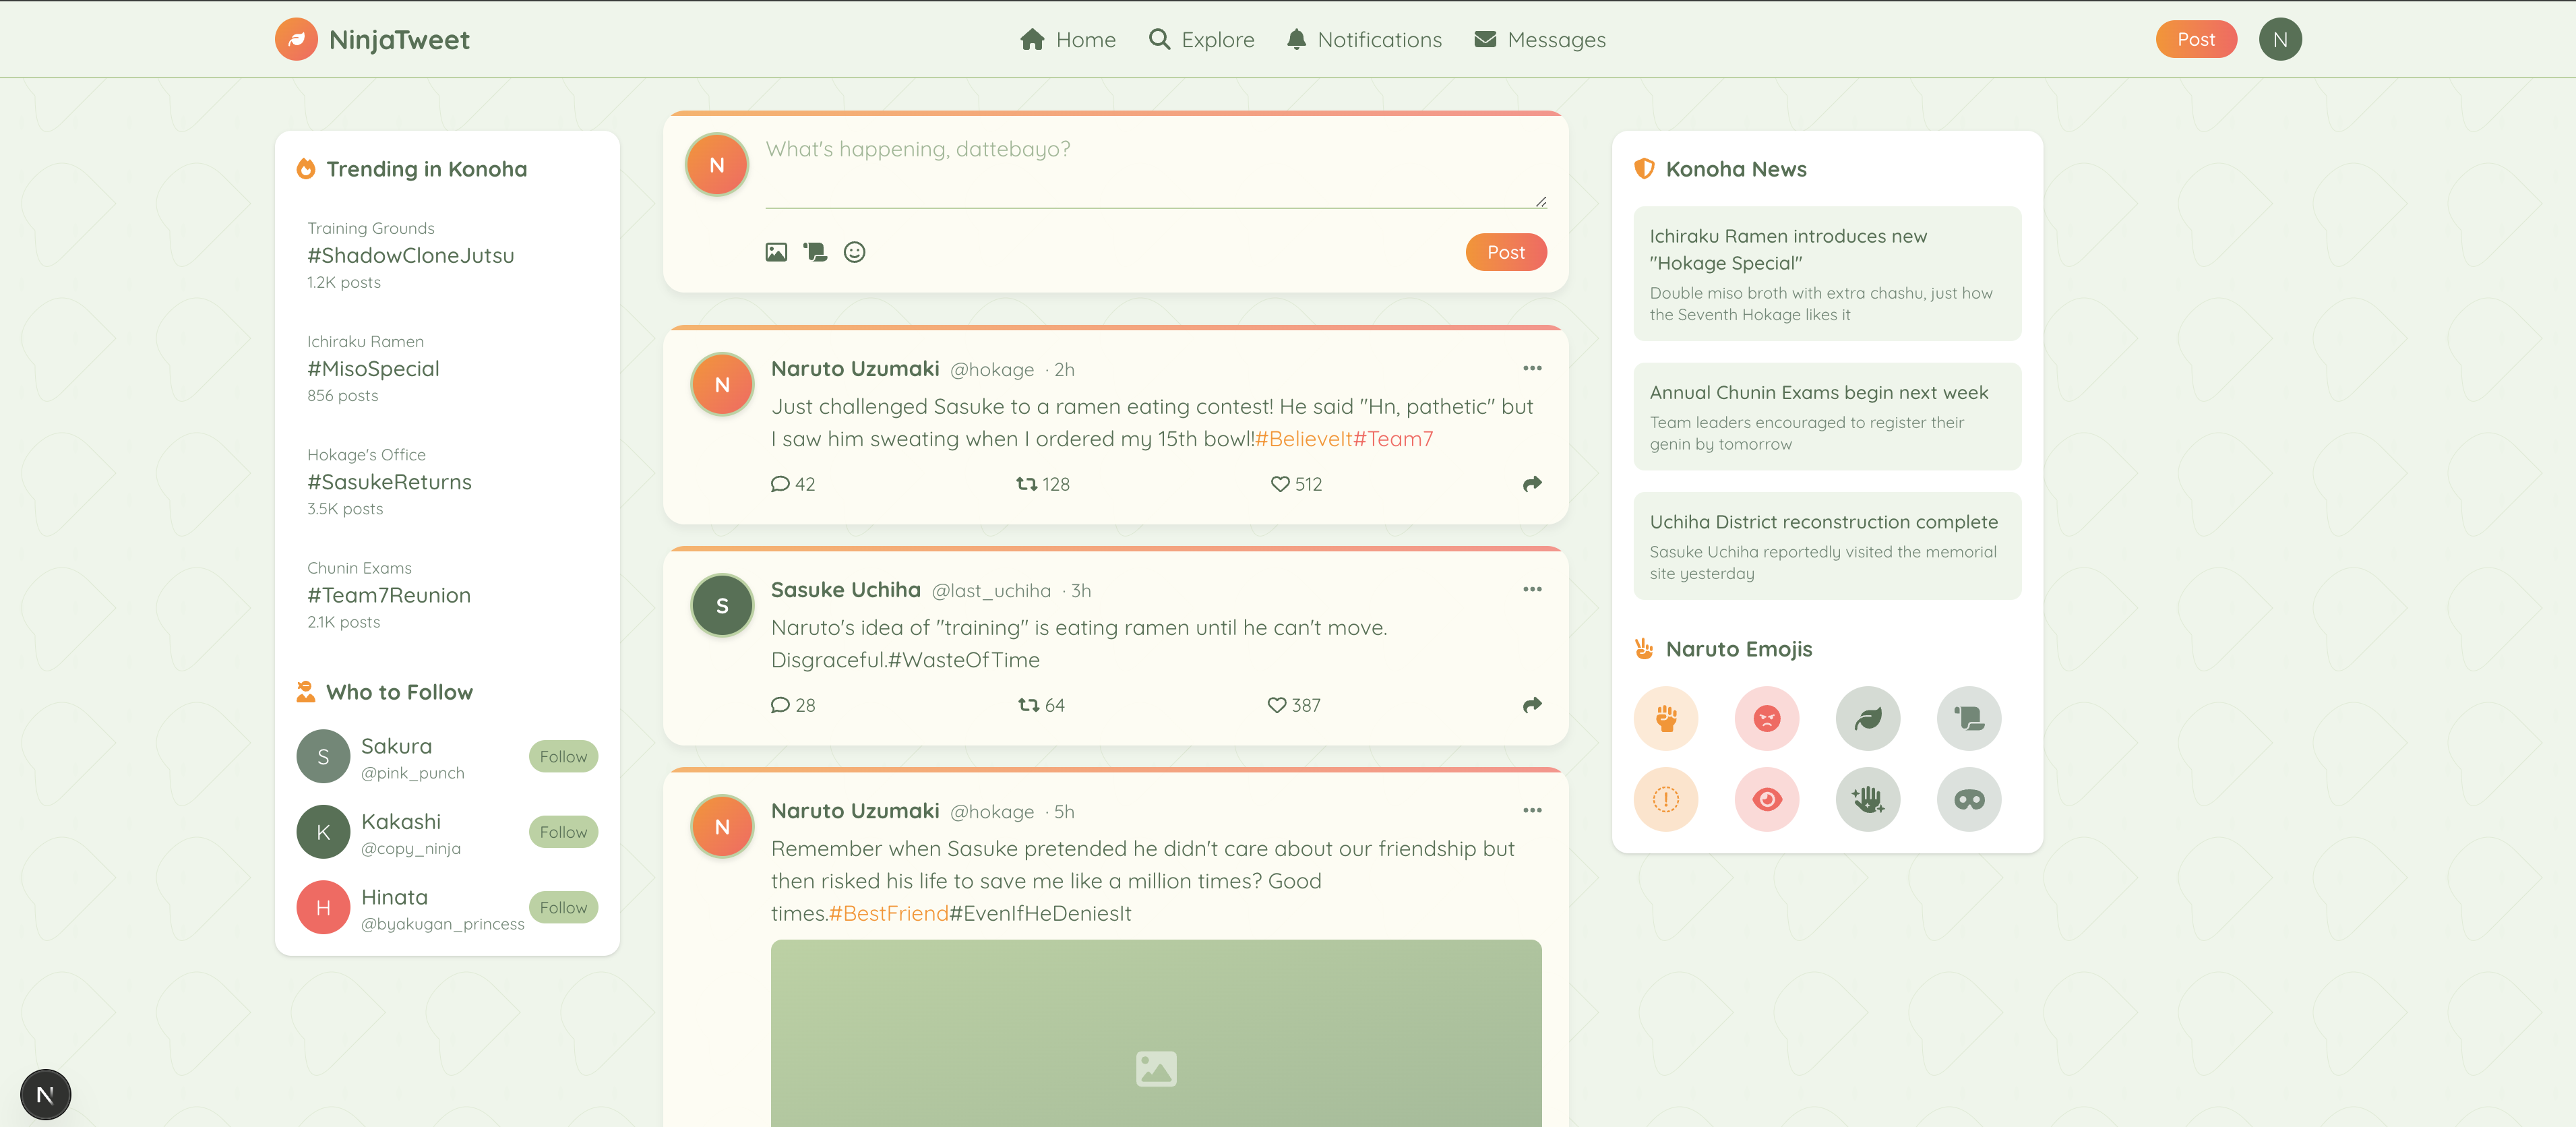 NinjaTweet
Home
Explore
Notifications
Messages
Post
N
Trending in Konoha
Training Grounds
#ShadowCloneJutsu
1.2K posts
Ichiraku Ramen
#MisoSpecial
856 posts
Hokage's Office
#SasukeReturns
3.5K posts
Chunin Exams
#Team7Reunion
2.1K posts
Who to Follow
S
Sakura
@pink_punch
Follow
K
Kakashi
@copy_ninja
Follow
H
Hinata
@byakugan_princess
Follow
N
What's happening, dattebayo?
Post
N
Naruto Uzumaki @hokage · 2h
Just challenged Sasuke to a ramen eating contest! He said "Hn, pathetic" but
I saw him sweating when I ordered my 15th bowl!#BelieveIt#Team7
42
128
512
S
Sasuke Uchiha @last_uchiha · 3h
Naruto's idea of "training" is eating ramen until he can't move.
Disgraceful.#WasteOfTime
28
64
387
N
Naruto Uzumaki @hokage · 5h
Remember when Sasuke pretended he didn't care about our friendship but
then risked his life to save me like a million times? Good
times.#BestFriend#EvenIfHeDeniesIt
Konoha News
Ichiraku Ramen introduces new
"Hokage Special"
Double miso broth with extra chashu, just how
the Seventh Hokage likes it
Annual Chunin Exams begin next week
Team leaders encouraged to register their
genin by tomorrow
Uchiha District reconstruction complete
Sasuke Uchiha reportedly visited the memorial
site yesterday
Naruto Emojis
N